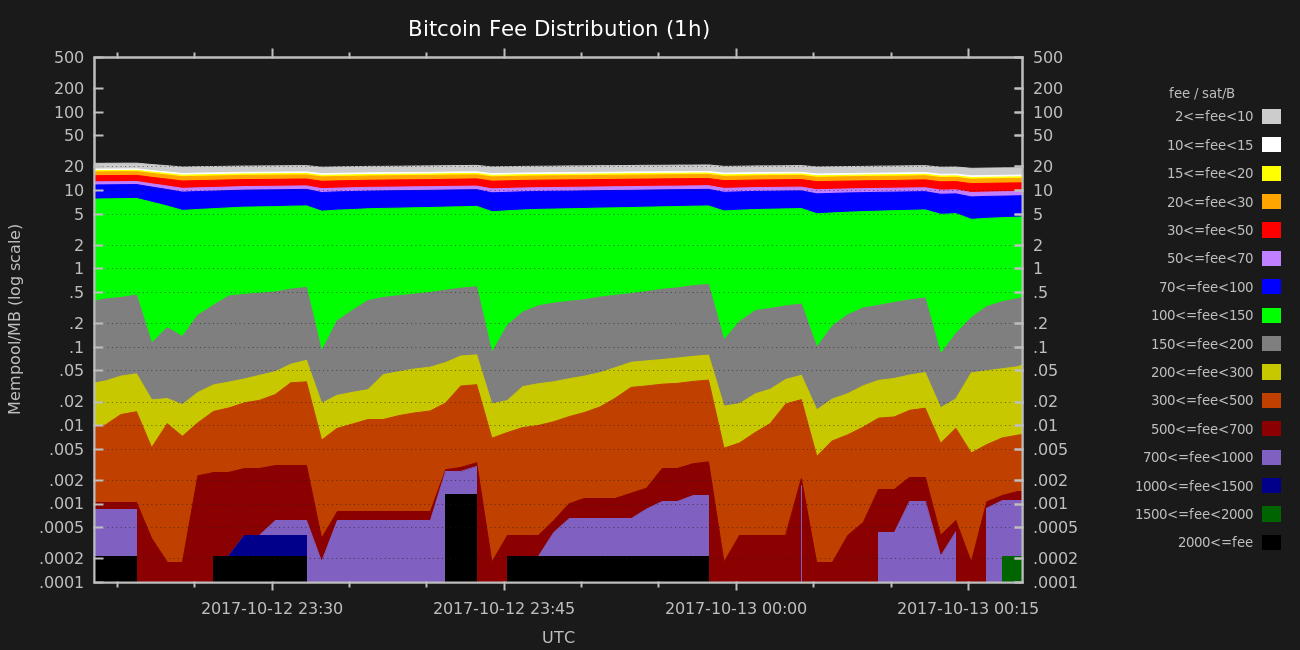 Bitcoin Fee Distribution (1h)
Mempool/MB (log scale)
500
200
100
50
20
10
5
2
1
.5
.2
.1
.05
.02
.01
.005
.002
.001
.0005
.0002
.0001
500
200
100
50
20
10
5
2
1
.5
.2
.1
.05
.02
.01
.005
.002
.001
.0005
.0002
.0001
2017-10-12 23:30
2017-10-12 23:45
2017-10-13 00:00
2017-10-13 00:15
UTC
fee / sat/B
2<=fee<10
10<=fee<15
15<=fee<20
20<=fee<30
30<=fee<50
50<=fee<70
70<=fee<100
100<=fee<150
150<=fee<200
200<=fee<300
300<=fee<500
500<=fee<700
700<=fee<1000
1000<=fee<1500
1500<=fee<2000
2000<=fee